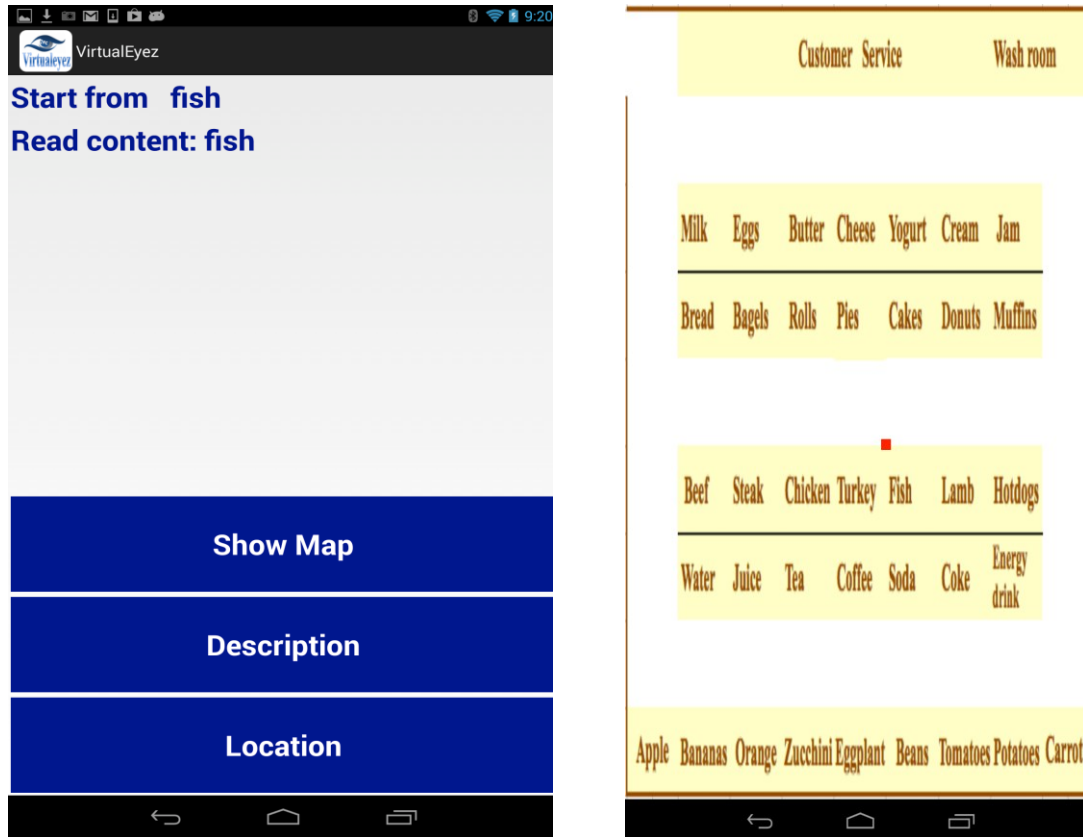 9:20
Virtualeyez
VirtualEyez
Start from fish
Read content: fish
Show Map
Description
Location
Customer Service Wash room
Milk Eggs Butter Cheese Yogurt Cream Jam
Bread Bagels Rolls Pies Cakes Donuts Muffins
Beef Steak Chicken Turkey Fish Lamb Hotdogs
Water Juice Tea Coffee Soda Coke Energy drink
Apple Bananas Orange Zucchini Eggplant Beans Tomatoes Potatoes Carrot